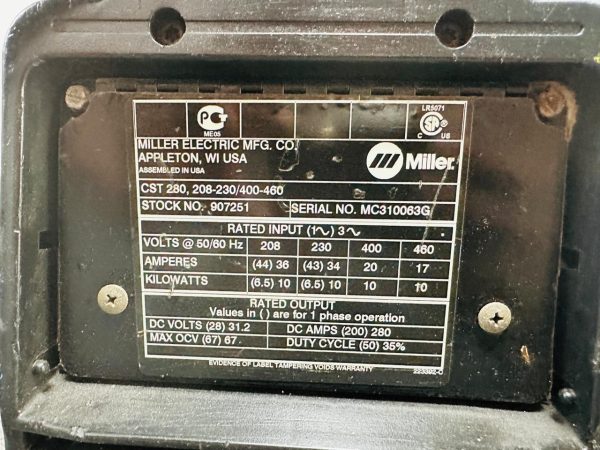 LR5071
PCT
ME05
C US
MILLER ELECTRIC MFG. CO.
APPLETON, WI USA
ASSEMBLED IN USA
Miller
CST 280, 208-230/400-460
STOCK NO. 907251 SERIAL NO. MC310063G
RATED INPUT (1∿) 3∿
VOLTS @ 50/60 Hz 208 230 400 460
AMPERES (44) 36 (43) 34 20 17
KILOWATTS (6.5) 10 (6.5) 10 10 10
RATED OUTPUT
Values in ( ) are for 1 phase operation
DC VOLTS (28) 31.2 DC AMPS (200) 280
MAX OCV (67) 67 DUTY CYCLE (50) 35%
EVIDENCE OF LABEL TAMPERING VOIDS WARRANTY